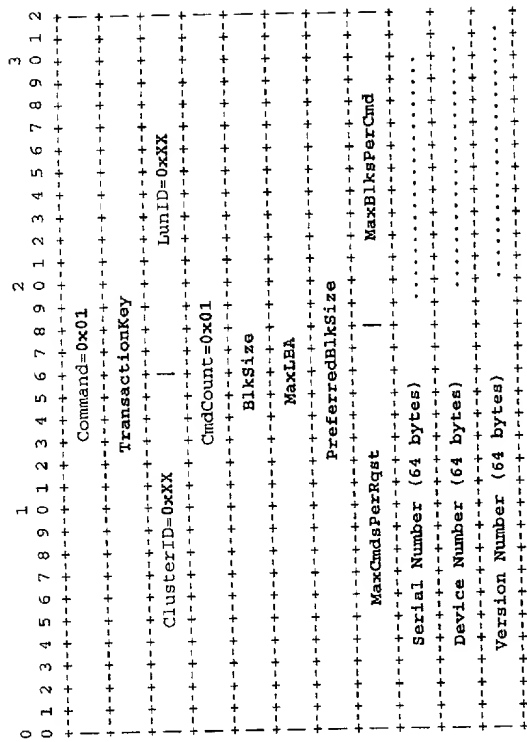 0                   1                   2                   3
0 1 2 3 4 5 6 7 8 9 0 1 2 3 4 5 6 7 8 9 0 1 2 3 4 5 6 7 8 9 0 1 2
+-+-+-+-+-+-+-+-+-+-+-+-+-+-+-+-+-+-+-+-+-+-+-+-+-+-+-+-+-+-+-+-+
| Command=0x01 |
+-+-+-+-+-+-+-+-+-+-+-+-+-+-+-+-+-+-+-+-+-+-+-+-+-+-+-+-+-+-+-+-+
| TransactionKey |
+-+-+-+-+-+-+-+-+-+-+-+-+-+-+-+-+-+-+-+-+-+-+-+-+-+-+-+-+-+-+-+-+
| ClusterID=0xXX | LunID=0xXX |
+-+-+-+-+-+-+-+-+-+-+-+-+-+-+-+-+-+-+-+-+-+-+-+-+-+-+-+-+-+-+-+-+
| CmdCount=0x01 |
+-+-+-+-+-+-+-+-+-+-+-+-+-+-+-+-+-+-+-+-+-+-+-+-+-+-+-+-+-+-+-+-+
| BlkSize |
+-+-+-+-+-+-+-+-+-+-+-+-+-+-+-+-+-+-+-+-+-+-+-+-+-+-+-+-+-+-+-+-+
| MaxLBA |
+-+-+-+-+-+-+-+-+-+-+-+-+-+-+-+-+-+-+-+-+-+-+-+-+-+-+-+-+-+-+-+-+
| PreferredBlkSize |
+-+-+-+-+-+-+-+-+-+-+-+-+-+-+-+-+-+-+-+-+-+-+-+-+-+-+-+-+-+-+-+-+
| MaxCmdsPerRqst | MaxBlksPerCmd |
+-+-+-+-+-+-+-+-+-+-+-+-+-+-+-+-+-+-+-+-+-+-+-+-+-+-+-+-+-+-+-+-+
| Serial Number (64 bytes) ......................
+-+-+-+-+-+-+-+-+-+-+-+-+-+-+-+-+-+-+-+-+-+-+-+-+-+-+-+-+-+-+-+-+
| Device Number (64 bytes) ......................
+-+-+-+-+-+-+-+-+-+-+-+-+-+-+-+-+-+-+-+-+-+-+-+-+-+-+-+-+-+-+-+-+
| Version Number (64 bytes) ......................
+-+-+-+-+-+-+-+-+-+-+-+-+-+-+-+-+-+-+-+-+-+-+-+-+-+-+-+-+-+-+-+-+